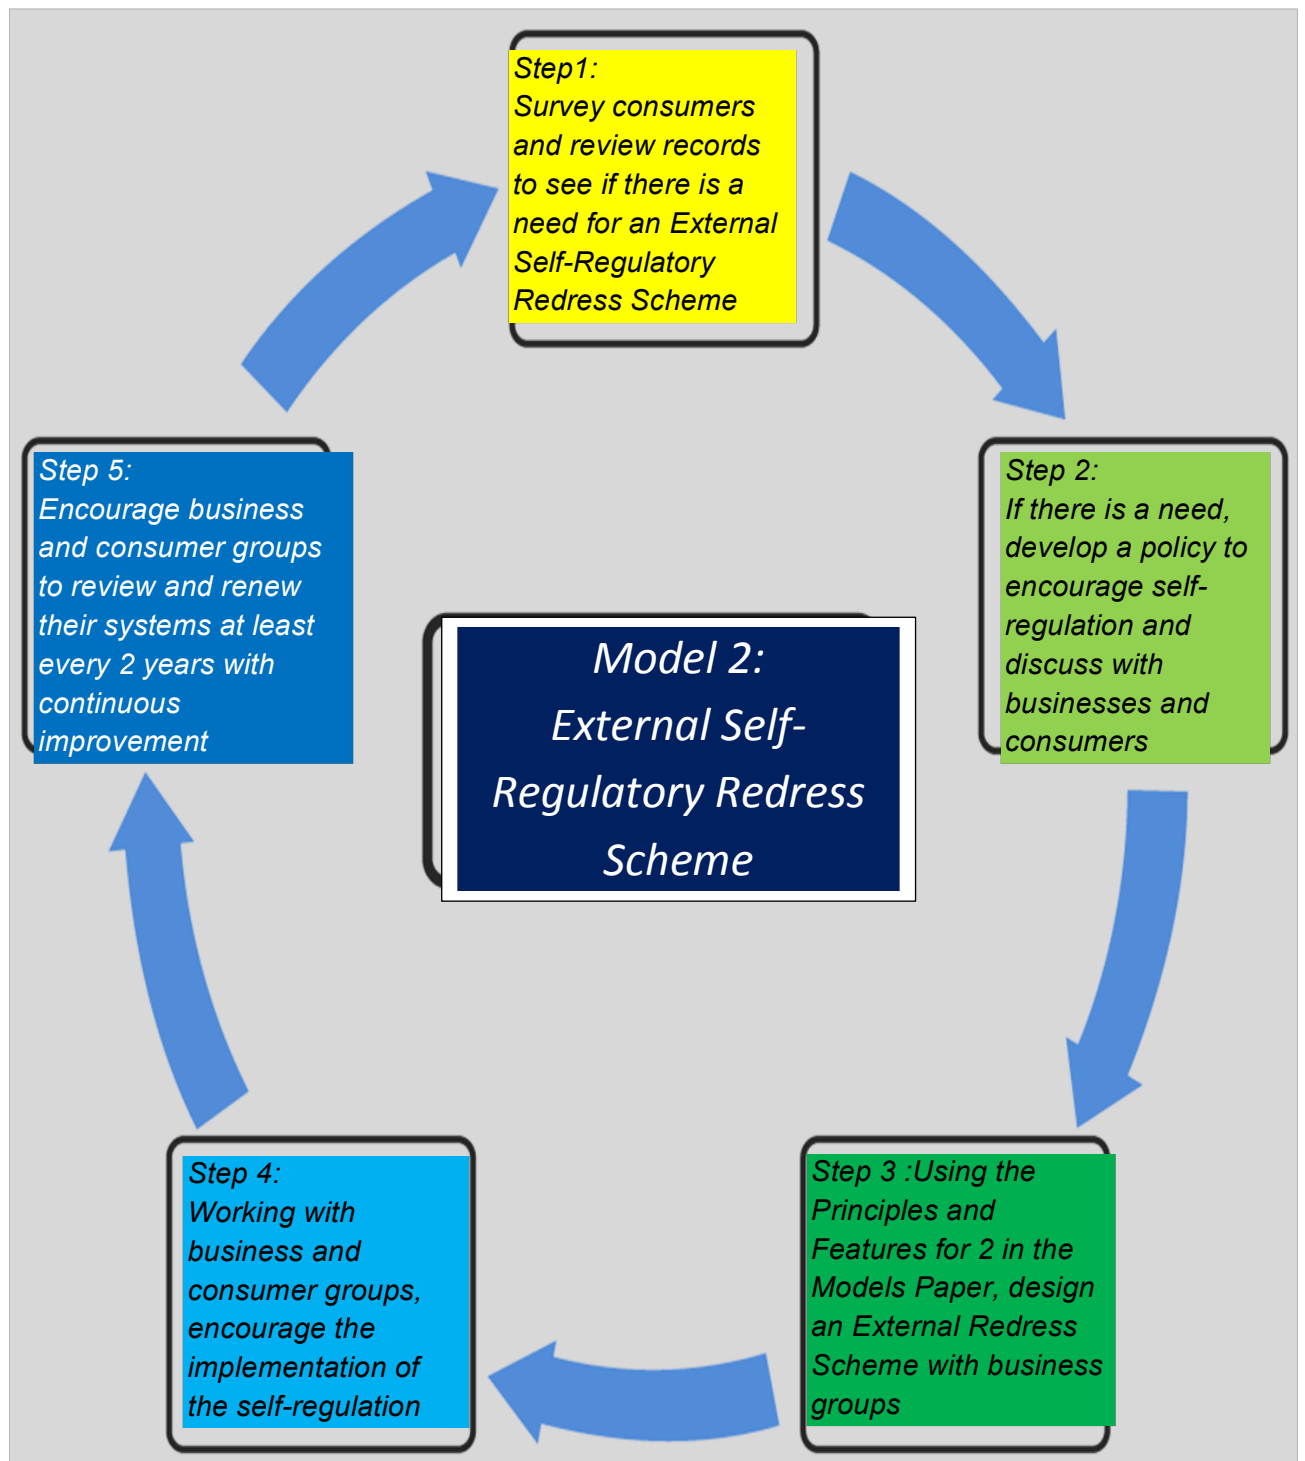 Step1:
Survey consumers
and review records
to see if there is a
need for an External
Self-Regulatory
Redress Scheme
Step 2:
If there is a need,
develop a policy to
encourage self-
regulation and
discuss with
businesses and
consumers
Step 3 :Using the
Principles and
Features for 2 in the
Models Paper, design
an External Redress
Scheme with business
groups
Step 4:
Working with
business and
consumer groups,
encourage the
implementation of
the self-regulation
Step 5:
Encourage business
and consumer groups
to review and renew
their systems at least
every 2 years with
continuous
improvement
Model 2:
External Self-
Regulatory Redress
Scheme